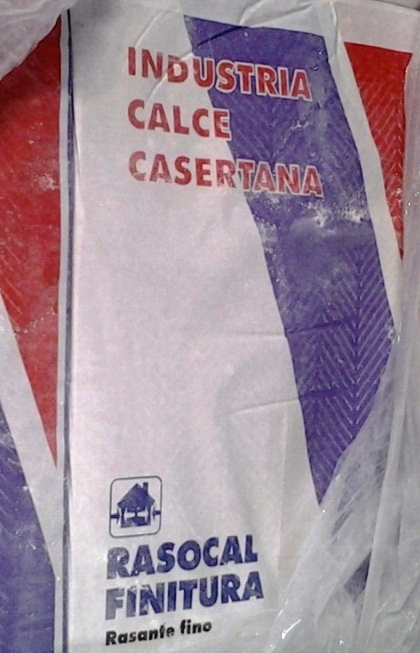 INDUSTRIA
CALCE
CASERTANA
RASOCAL
FINITURA
Rasante fino